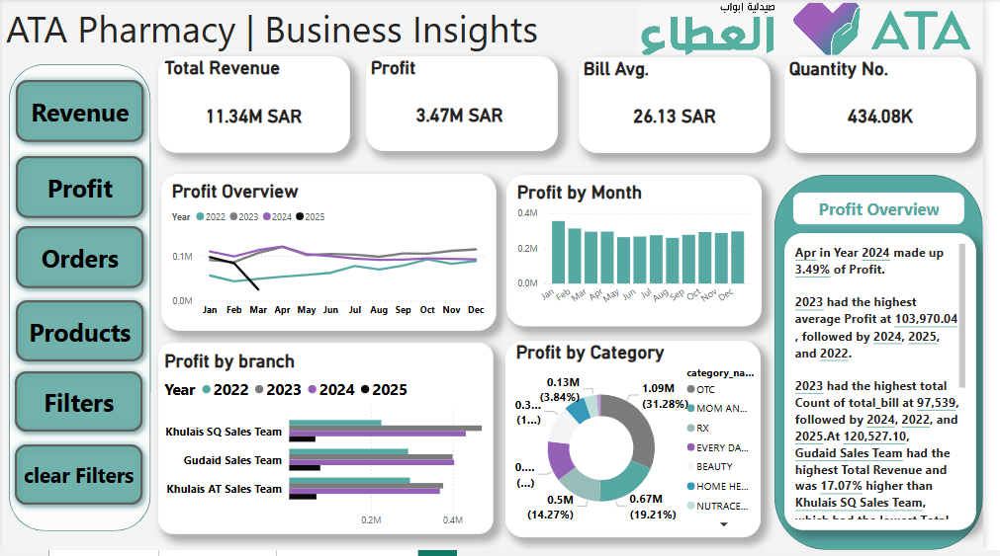 ATA Pharmacy | Business Insights
صيدلية ابواب
العطاء
ATA
Revenue
Profit
Orders
Products
Filters
clear Filters
Total Revenue
11.34M SAR
Profit
3.47M SAR
Bill Avg.
26.13 SAR
Quantity No.
434.08K
Profit Overview
Year 2022 2023 2024 2025
0.1M
0.0M
Jan Feb Mar Apr May Jun Jul Aug Sep Oct Nov Dec
Profit by Month
0.4M
0.2M
0.0M
Jan Feb Mar Apr May Jun Jul Aug Sep Oct Nov Dec
Profit by branch
Year 2022 2023 2024 2025
Khulais SQ Sales Team
Gudaid Sales Team
Khulais AT Sales Team
0.2M 0.4M
Profit by Category
0.13M
(3.84%)
0.3...
(1...)
0....
(...)
0.5M
(14.27%)
1.09M
(31.28%)
0.67M
(19.21%)
category_na...
OTC
MOM AN...
RX
EVERY DA...
BEAUTY
HOME HE...
NUTRACE...
Profit Overview
Apr in Year 2024 made up
3.49% of Profit.
2023 had the highest
average Profit at 103,970.04
, followed by 2024, 2025,
and 2022.
2023 had the highest total
Count of total_bill at 97,539,
followed by 2024, 2022, and
2025.At 120,527.10,
Gudaid Sales Team had the
highest Total Revenue and
was 17.07% higher than
Khulais SQ Sales Team,
which had the lowest Total